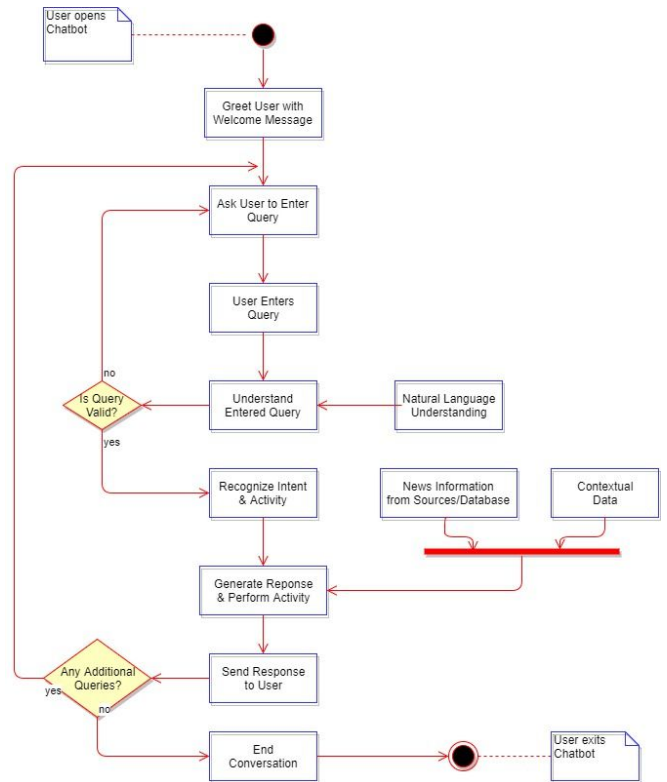 User opens
Chatbot
Greet User with
Welcome Message
Ask User to Enter
Query
User Enters
Query
no
Is Query
Valid?
yes
Understand
Entered Query
Natural Language
Understanding
Recognize Intent
& Activity
News Information
from Sources/Database
Contextual
Data
Generate Reponse
& Perform Activity
Any Additional
Queries?
yes
no
Send Response
to User
End
Conversation
User exits
Chatbot